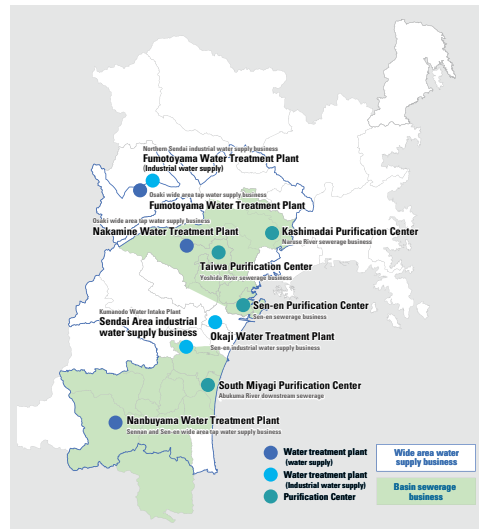 Northern Sendai industrial water supply business
Fumotoyama Water Treatment Plant
(Industrial water supply)
Osaki wide area tap water supply business
Fumotoyama Water Treatment Plant
Osaki wide area tap water supply business
Nakamine Water Treatment Plant
Kashimadai Purification Center
Naruse River sewerage business
Taiwa Purification Center
Yoshida River sewerage business
Sen-en Purification Center
Sen-en sewerage business
Kumanodo Water Intake Plant
Sendai Area industrial
water supply business
Okaji Water Treatment Plant
Sen-en industrial water supply business
South Miyagi Purification Center
Abukuma River downestream sewerage
Nanbuyama Water Treatment Plant
Sennan and Sen-en wide area tap water supply business
Water treatment plant
(water supply)
Water treatment plant
(Industrial water supply)
Purification Center
Wide area water
supply business
Basin sewerage
business